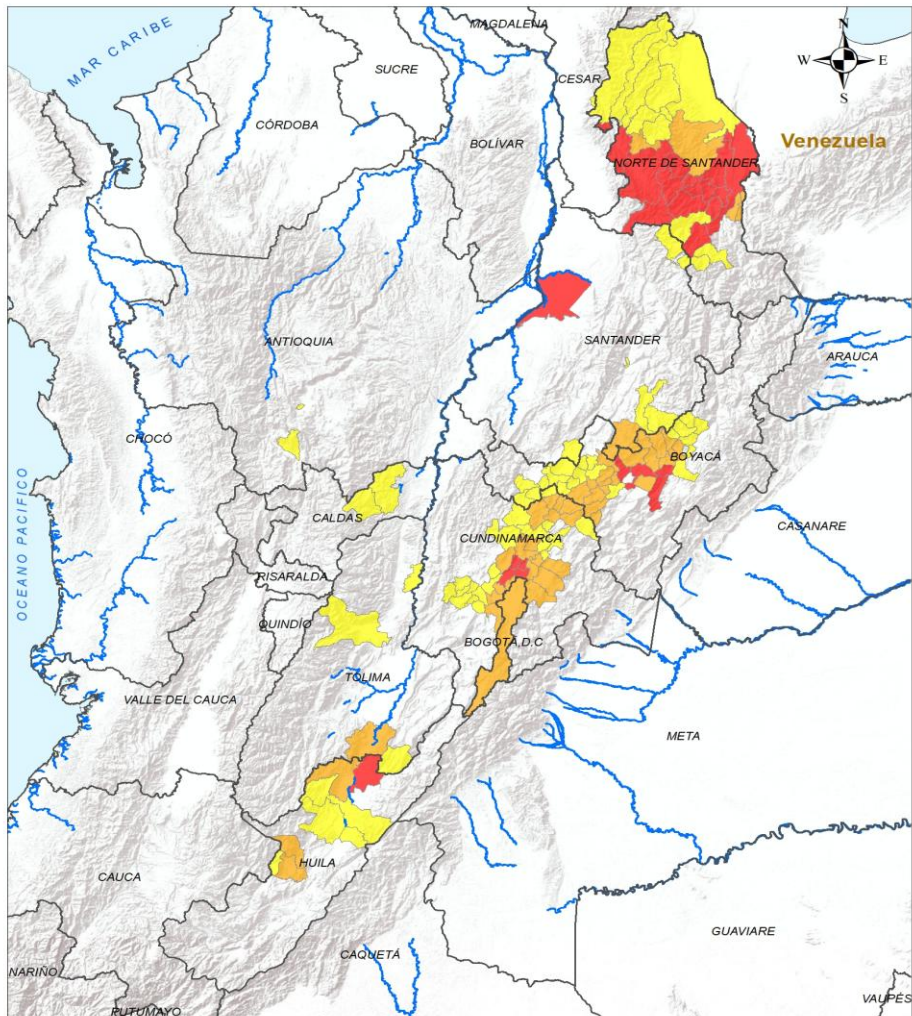 MAGDALENA
MAR CARIBE
N
W E
S
SUCRE
CESAR
CÓRDOBA
BOLÍVAR
Venezuela
NORTE DE SANTANDER
ANTIOQUIA
SANTANDER
ARAUCA
CHOCÓ
BOYACÁ
OCEANO PACIFICO
CALDAS
CASANARE
CUNDINAMARCA
RISARALDA
QUINDÍO
BOGOTÁ D.C
TOLIMA
VALLE DEL CAUCA
META
HUILA
CAUCA
GUAVIARE
CAQUETÁ
NARIÑO
VAUPÉS
PUTUMAYO